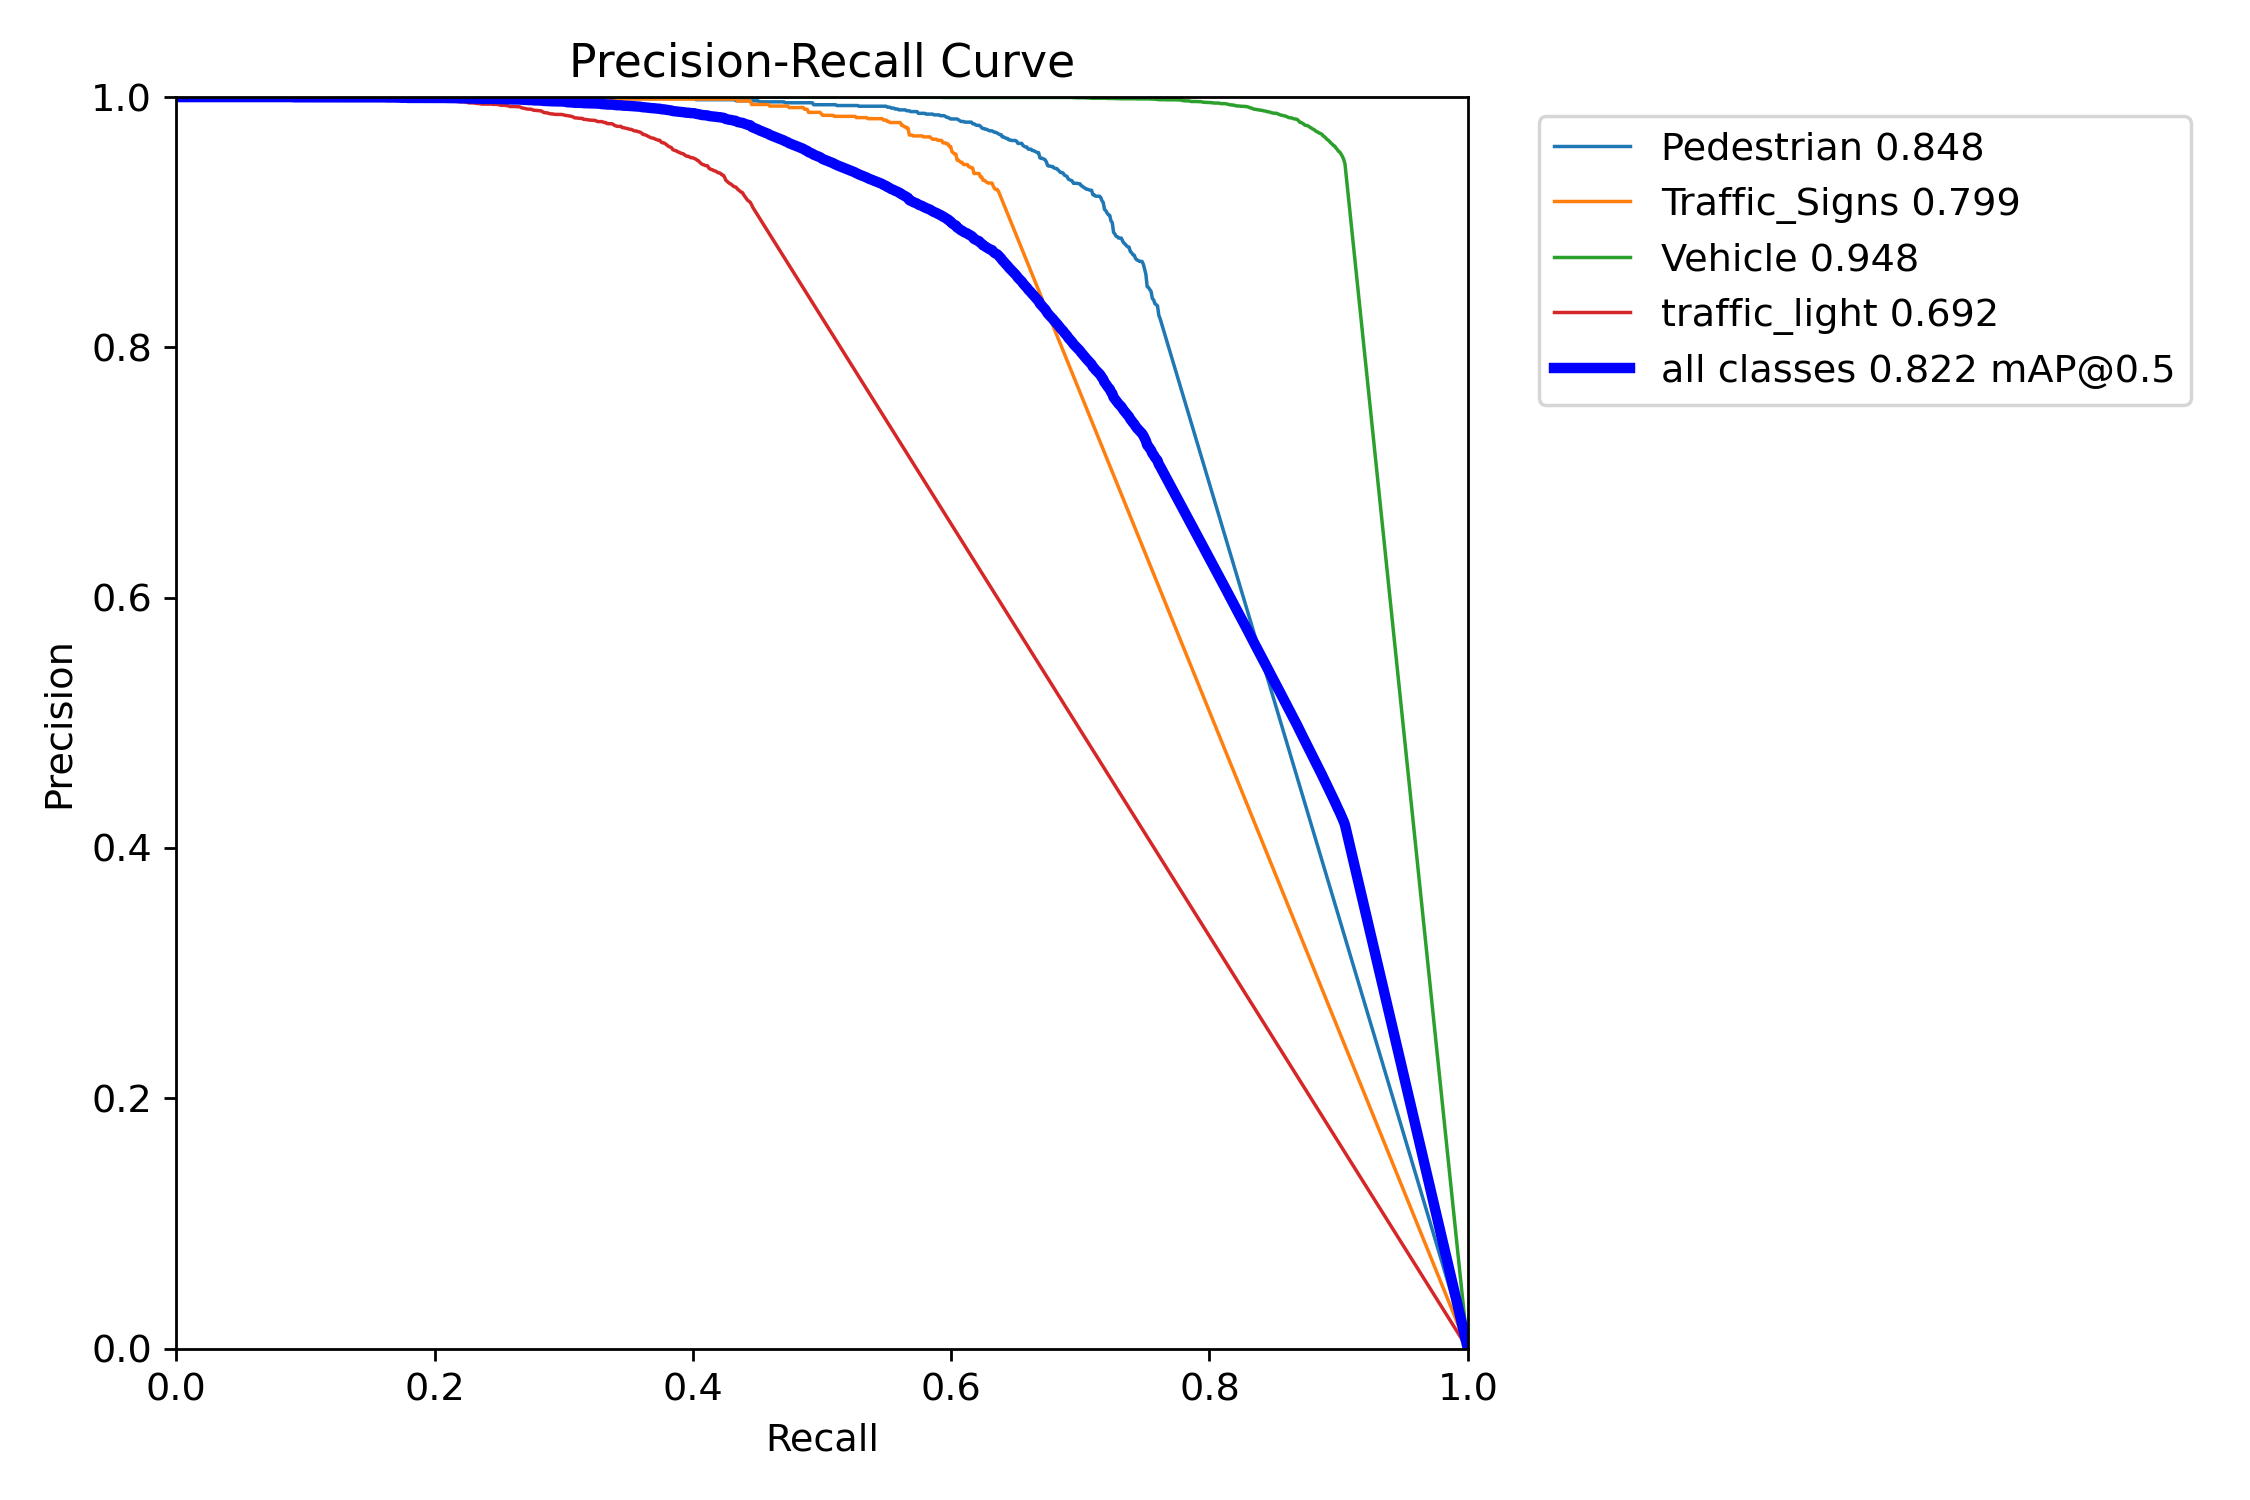 Precision-Recall Curve
1.0
0.8
0.6
0.4
0.2
0.0
Precision
0.0 0.2 0.4 0.6 0.8 1.0
Recall
Pedestrian 0.848
Traffic_Signs 0.799
Vehicle 0.948
traffic_light 0.692
all classes 0.822 mAP@0.5